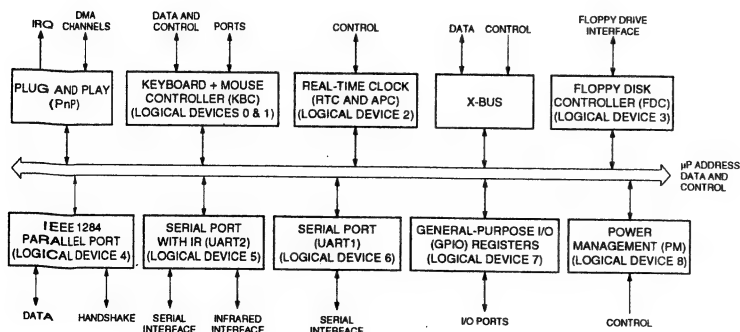 IRQ
DMA
CHANNELS
DATA AND
CONTROL
PORTS
CONTROL
DATA
CONTROL
FLOPPY DRIVE
INTERFACE
PLUG AND PLAY
(PnP)
KEYBOARD + MOUSE
CONTROLLER (KBC)
(LOGICAL DEVICES 0 & 1)
REAL-TIME CLOCK
(RTC AND APC)
(LOGICAL DEVICE 2)
X-BUS
FLOPPY DISK
CONTROLLER (FDC)
(LOGICAL DEVICE 3)
µP ADDRESS
DATA AND
CONTROL
IEEE 1284
PARALLEL PORT
(LOGICAL DEVICE 4)
SERIAL PORT
WITH IR (UART2)
(LOGICAL DEVICE 5)
SERIAL PORT
(UART1)
(LOGICAL DEVICE 6)
GENERAL-PURPOSE I/O
(GPIO) REGISTERS
(LOGICAL DEVICE 7)
POWER
MANAGEMENT (PM)
(LOGICAL DEVICE 8)
DATA
HANDSHAKE
SERIAL
INTERFACE
INFRARED
INTERFACE
SERIAL
INTERFACE
I/O PORTS
CONTROL